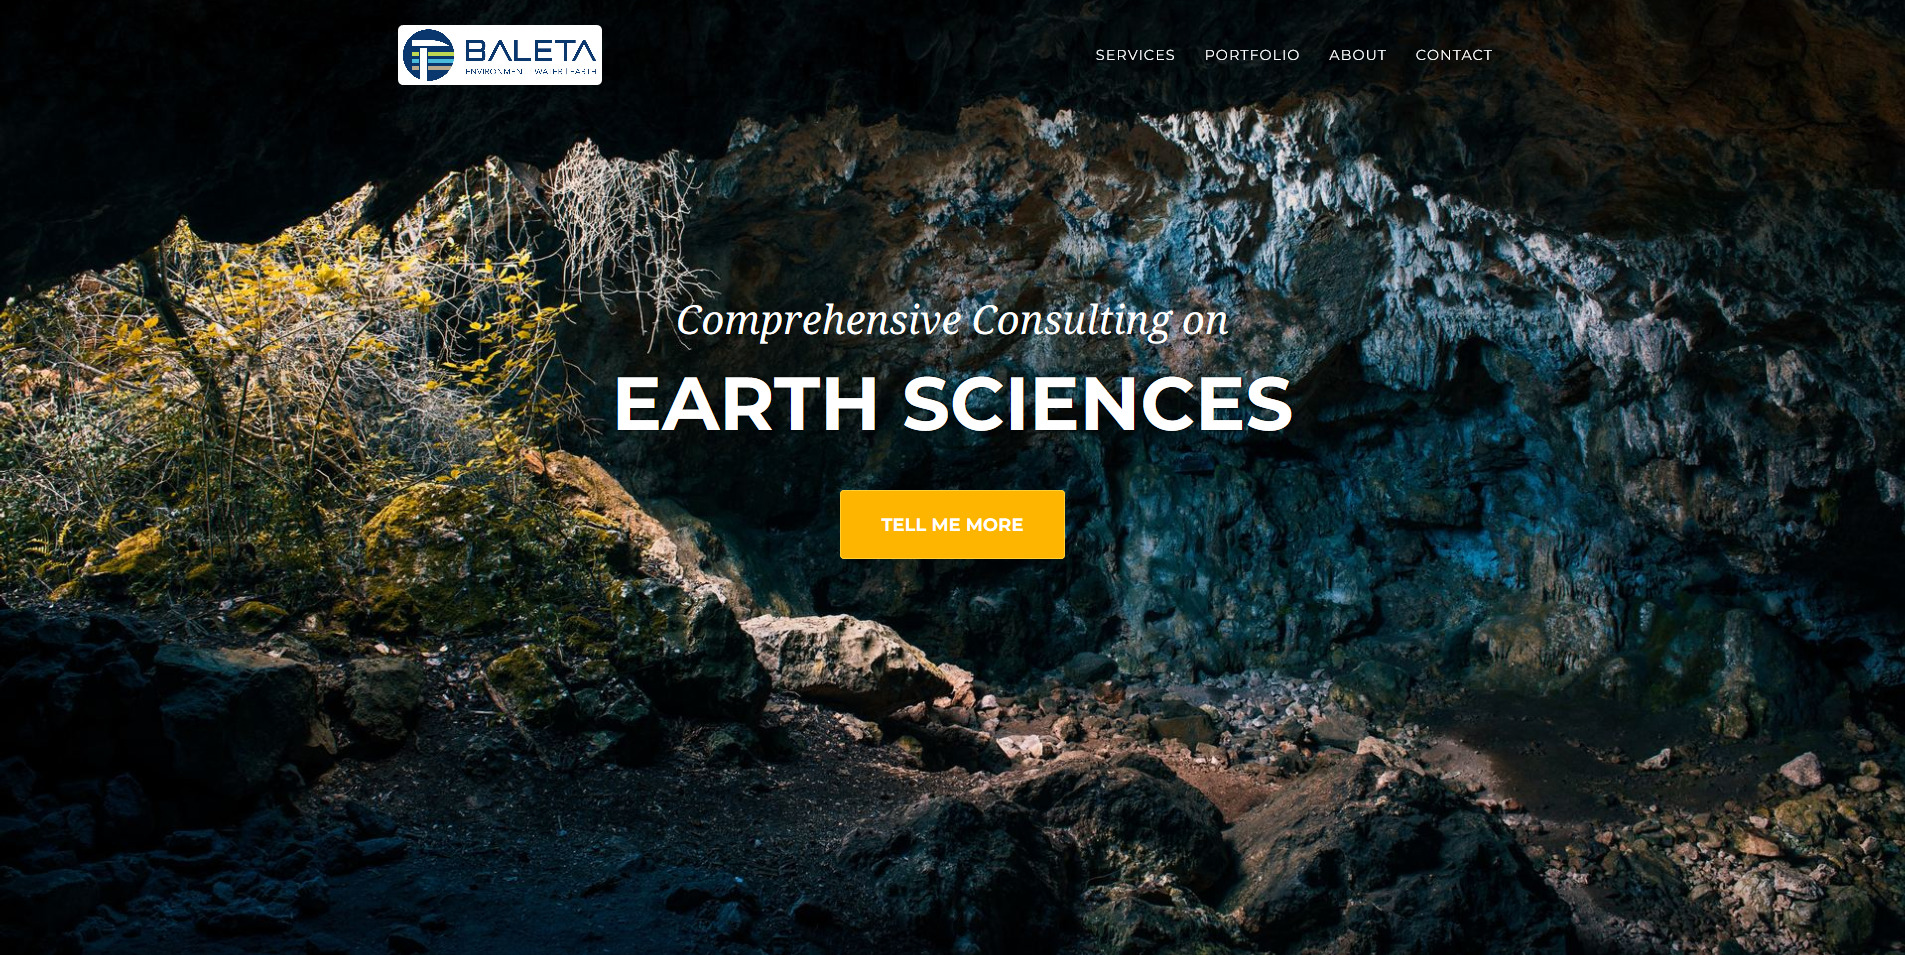 BALETA
ENVIRONMENT WATER EARTH
SERVICES PORTFOLIO ABOUT CONTACT
Comprehensive Consulting on
EARTH SCIENCES
TELL ME MORE